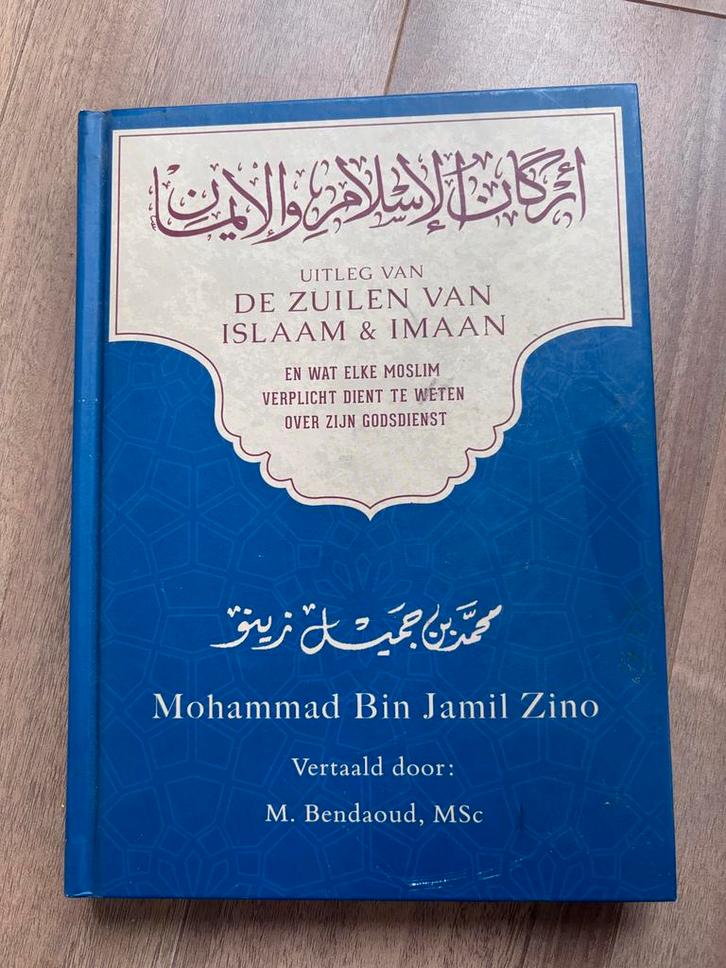 أركان الإسلام والإيمان
UITLEG VAN
DE ZUILEN VAN
ISLAAM & IMAAN
EN WAT ELKE MOSLIM
VERPLICHT DIENT TE WETEN
OVER ZIJN GODSDIENST
محمد بن جميل زينو
Mohammad Bin Jamil Zino
Vertaald door:
M. Bendaoud, MSc